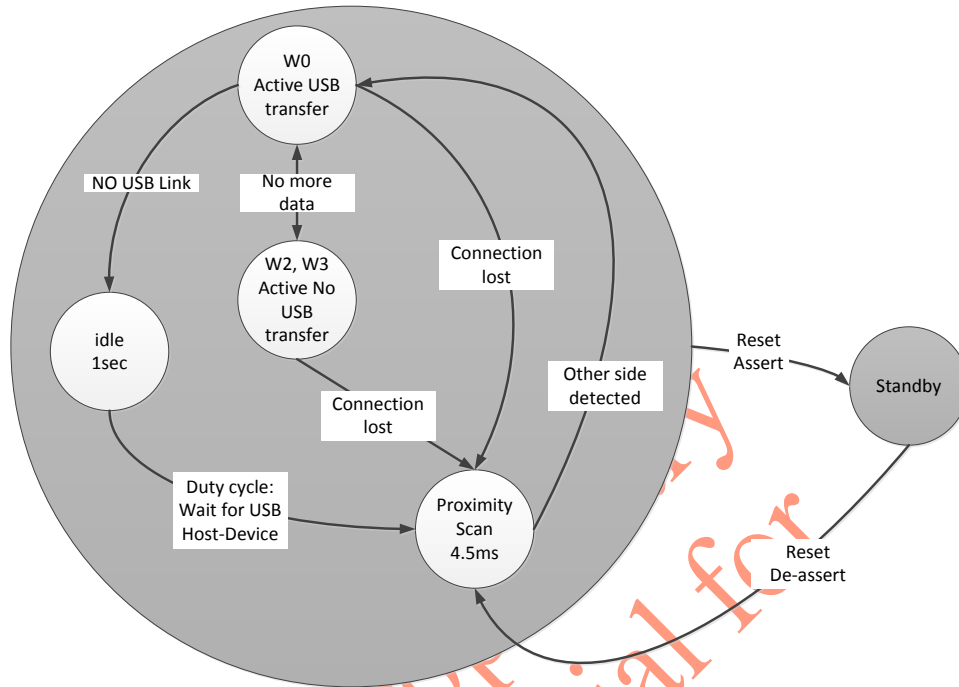 W0
Active USB
transfer
NO USB Link
No more
data
Connection
lost
W2, W3
Active No
USB
transfer
idle
1sec
Reset
Assert
Standby
Other side
detected
Connection
lost
Duty cycle:
Wait for USB
Host-Device
Proximity
Scan
4.5ms
Reset
De-assert
for